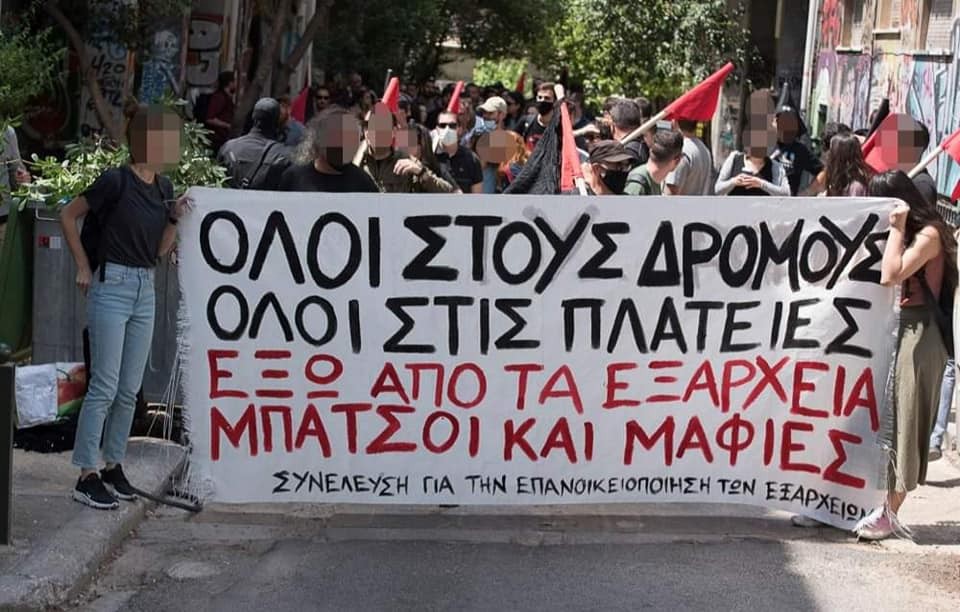 ΟΛΟΙ ΣΤΟΥΣ ΔΡΟΜΟΥΣ
ΟΛΟΙ ΣΤΙΣ ΠΛΑΤΕΙΕΣ
ΕΞΩ ΑΠΟ ΤΑ ΕΞΑΡΧΕΙΑ
ΜΠΑΤΣΟΙ ΚΑΙ ΜΑΦΙΕΣ
ΣΥΝΕΛΕΥΣΗ ΓΙΑ ΤΗΝ ΕΠΑΝΟΙΚΕΙΟΠΟΙΗΣΗ ΤΩΝ ΕΞΑΡΧΕΙΩΝ